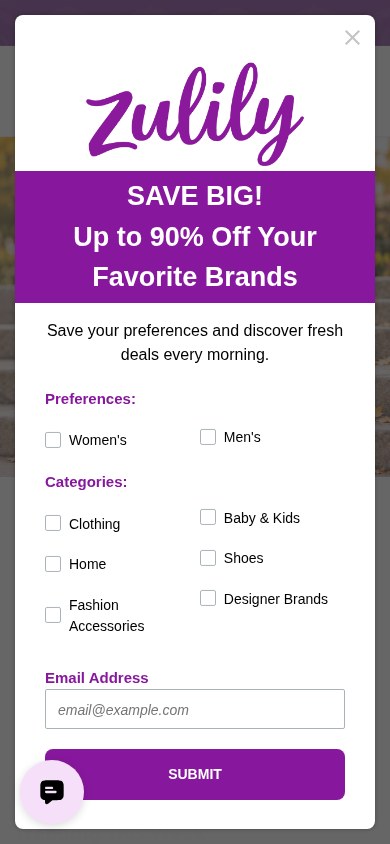 zulily
SAVE BIG!
Up to 90% Off Your
Favorite Brands
Save your preferences and discover fresh
deals every morning.
Preferences:
Women's
Men's
Categories:
Clothing
Baby & Kids
Home
Shoes
Fashion
Accessories
Designer Brands
Email Address
email@example.com
SUBMIT